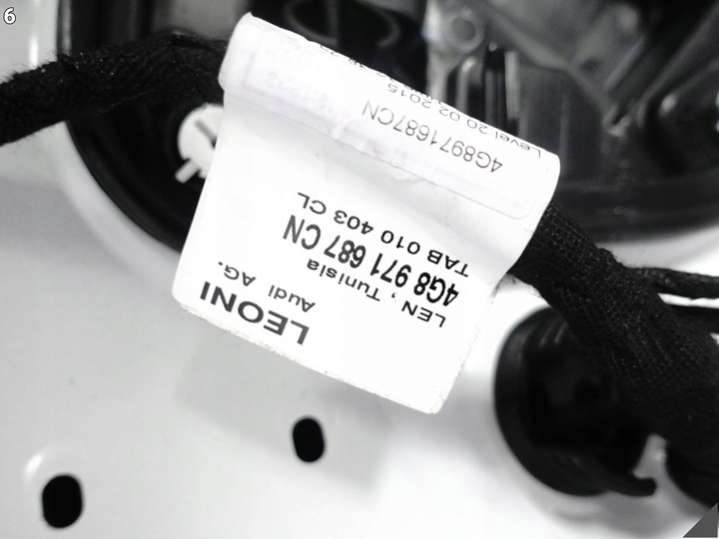 6
LEONI
Audi AG.
LEN, Tunisia
4G8 971 687 CN
TAB 010 403 CL
4G8971687CN
Level 20 02 2015